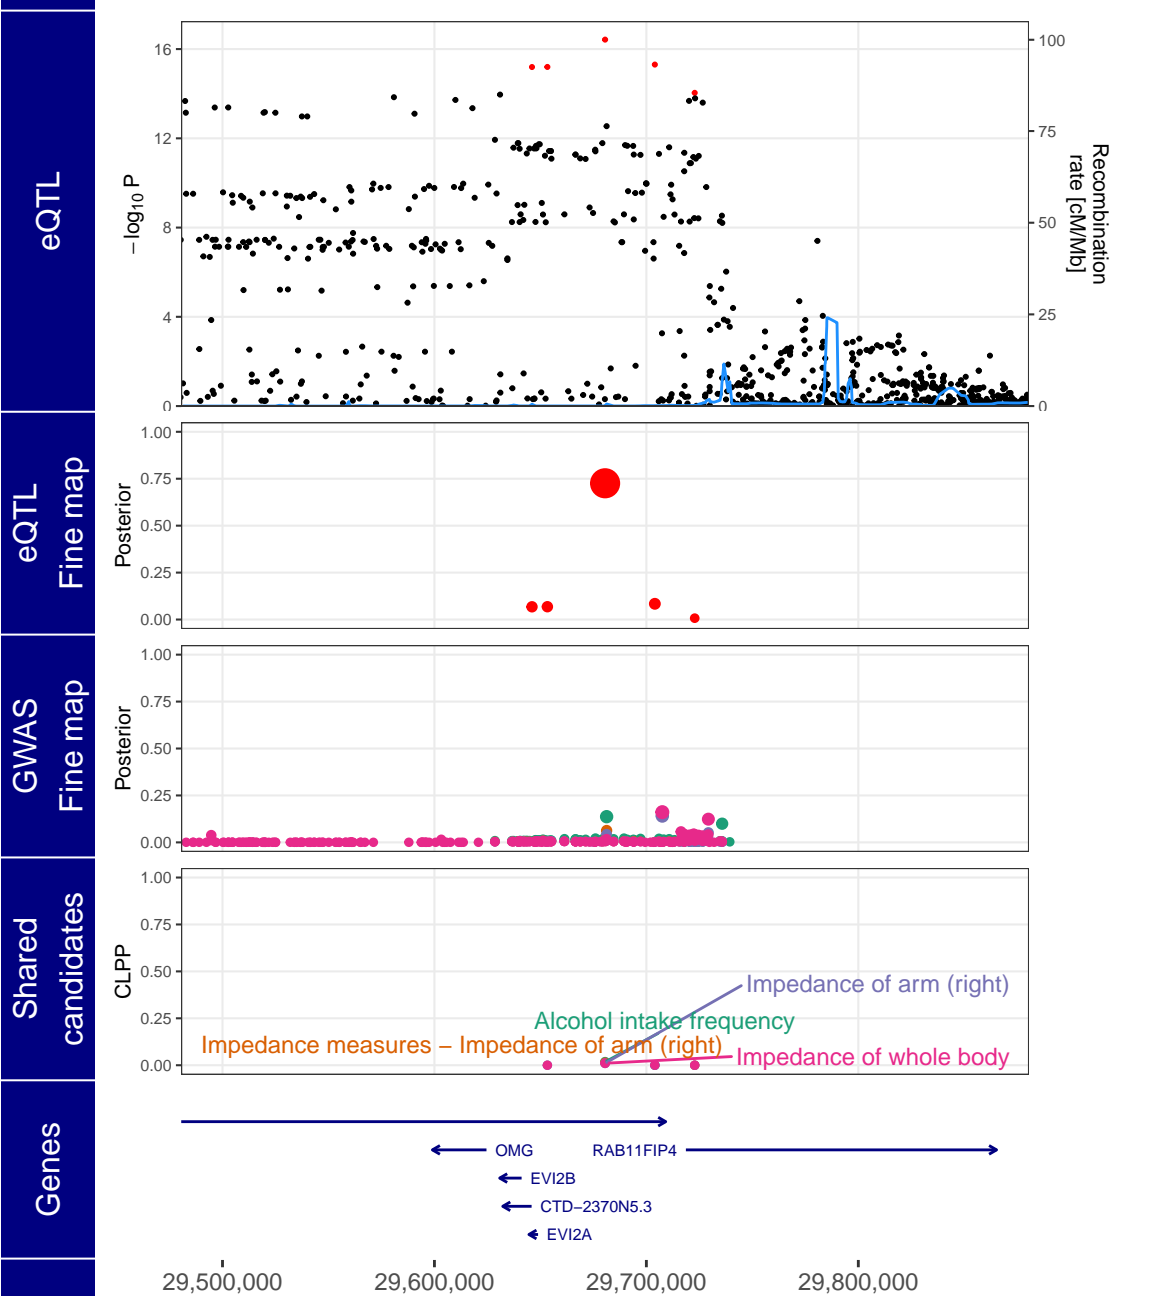 eQTL
−log10 P
16
12
8
4
0
100
75
50
25
0
Recombination
rate [cM/Mb]
eQTL
Fine map
Posterior
1.00
0.75
0.50
0.25
0.00
GWAS
Fine map
Posterior
1.00
0.75
0.50
0.25
0.00
Shared
candidates
CLPP
1.00
0.75
0.50
0.25
0.00
Impedance of arm (right)
Alcohol intake frequency
Impedance measures − Impedance of arm (right)
Impedance of whole body
Genes
OMG
RAB11FIP4
EVI2B
CTD−2370N5.3
EVI2A
29,500,000
29,600,000
29,700,000
29,800,000